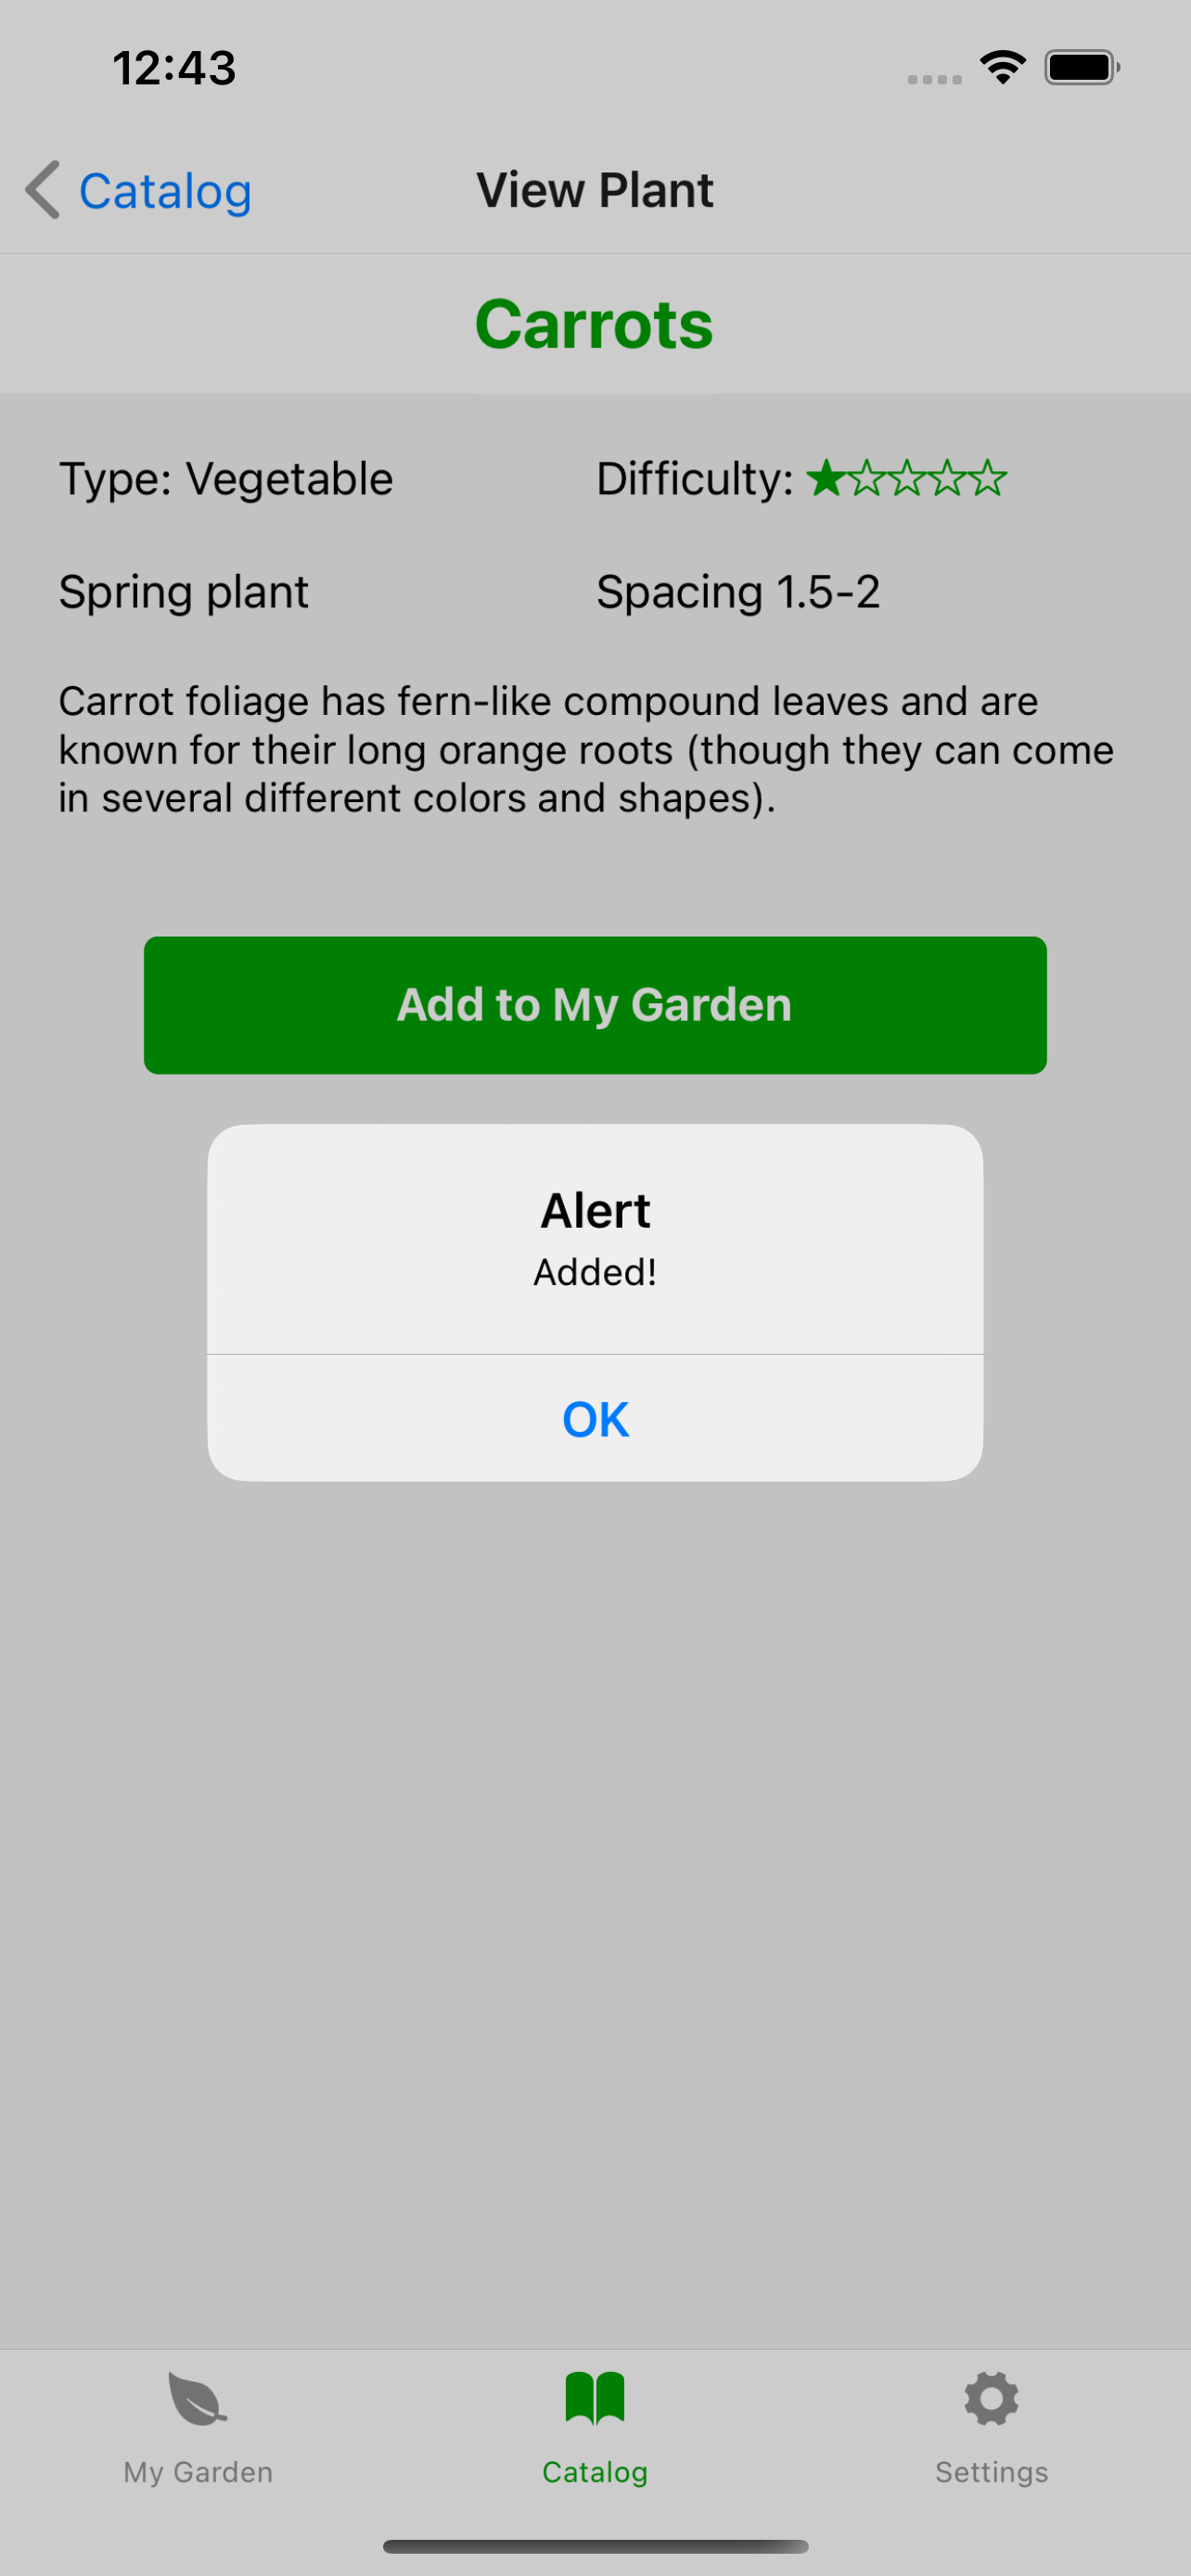 12:43
Catalog
View Plant
Carrots
Type: Vegetable
Difficulty: ★☆☆☆☆
Spring plant
Spacing 1.5-2
Carrot foliage has fern-like compound leaves and are
known for their long orange roots (though they can come
in several different colors and shapes).
Add to My Garden
Alert
Added!
OK
My Garden
Catalog
Settings